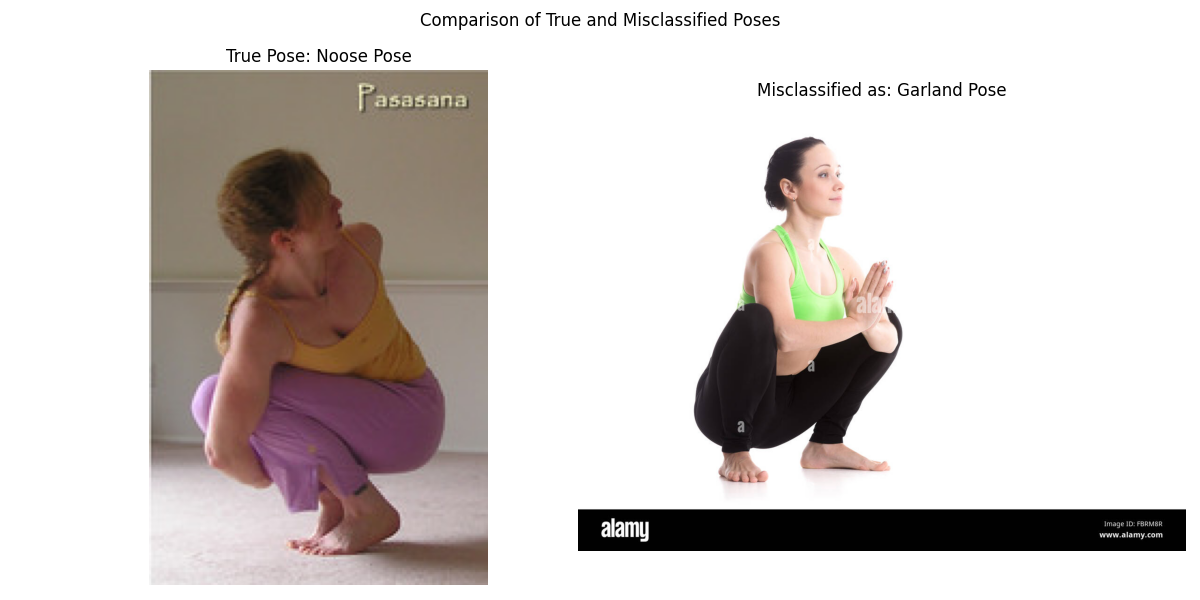 Comparison of True and Misclassified Poses
True Pose: Noose Pose
Pasasana
Misclassified as: Garland Pose
alamy
a
a
a
alamy
Image ID: FBRM8R
www.alamy.com